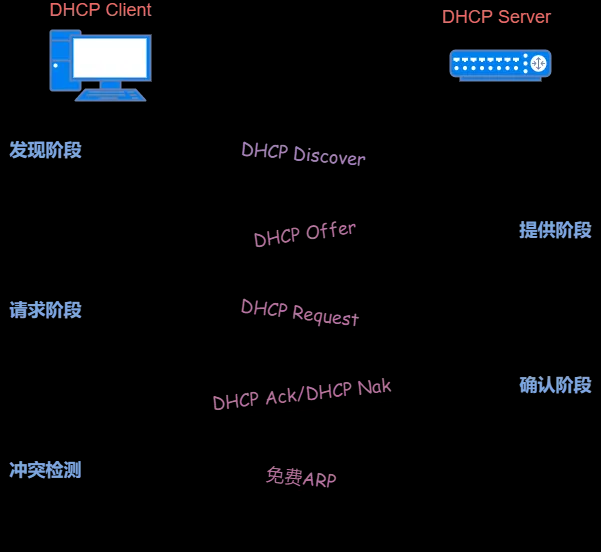 DHCP Client
DHCP Server
发现阶段
DHCP Discover
DHCP Offer
提供阶段
请求阶段
DHCP Request
DHCP Ack/DHCP Nak
确认阶段
冲突检测
免费ARP